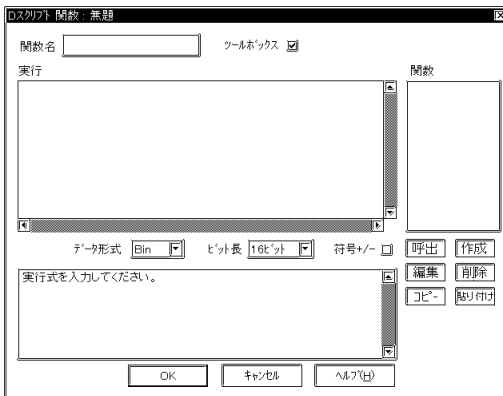 Dｽｸﾘﾌﾟﾄ 関数 : 無題
関数名
ﾂｰﾙﾎﾞｯｸｽ
実行
関数
ﾃﾞｰﾀ形式 Bin ﾋﾞｯﾄ長 16ﾋﾞｯﾄ 符号+/-
呼出 作成
編集 削除
ｺﾋﾟｰ 貼り付け
実行式を入力してください。
OK ｷｬﾝｾﾙ ﾍﾙﾌﾟ(H)